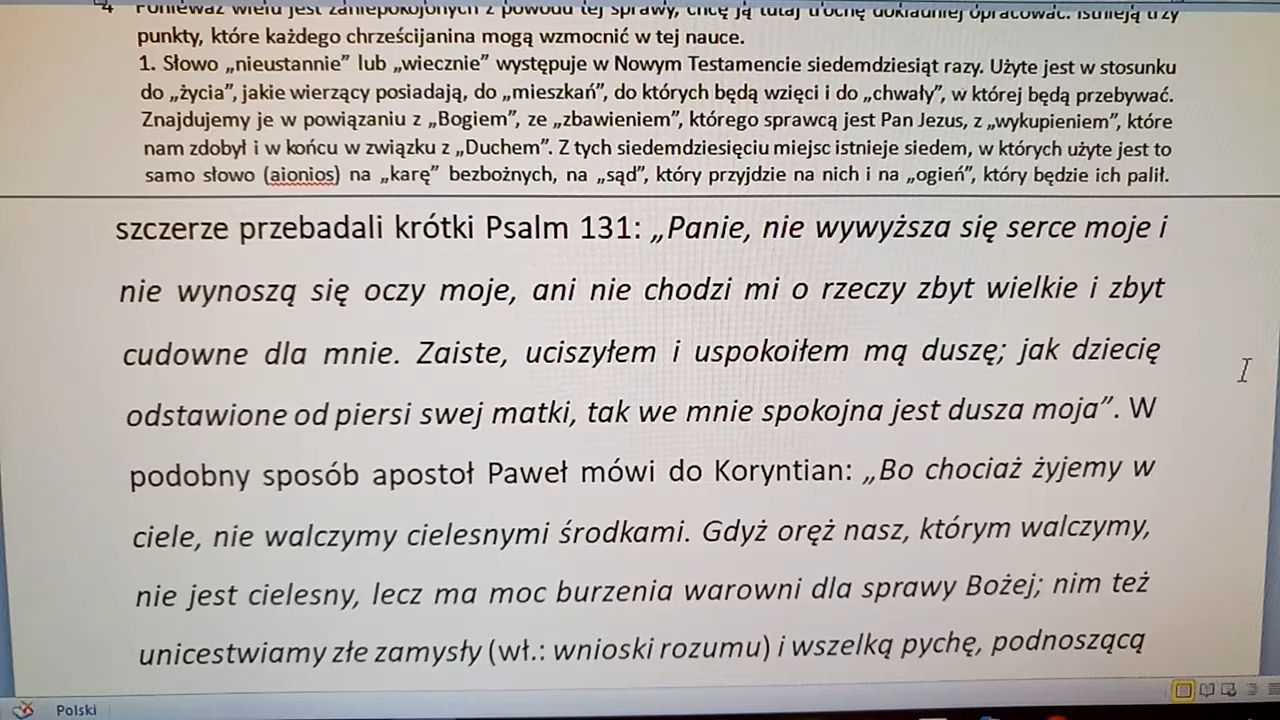 4 Ponieważ wielu jest zaniepokojonych z powodu tej sprawy, chcę ją tutaj trochę dokładniej opracować. Istnieją trzy
punkty, które każdego chrześcijanina mogą wzmocnić w tej nauce.
1. Słowo „nieustannie” lub „wiecznie” występuje w Nowym Testamencie siedemdziesiąt razy. Użyte jest w stosunku
do „życia”, jakie wierzący posiadają, do „mieszkań”, do których będą wzięci i do „chwały”, w której będą przebywać.
Znajdujemy je w powiązaniu z „Bogiem”, ze „zbawieniem”, którego sprawcą jest Pan Jezus, z „wykupieniem”, które
nam zdobył i w końcu w związku z „Duchem”. Z tych siedemdziesięciu miejsc istnieje siedem, w których użyte jest to
samo słowo (aionios) na „karę” bezbożnych, na „sąd”, który przyjdzie na nich i na „ogień”, który będzie ich palił.
szczerze przebadali krótki Psalm 131: „Panie, nie wywyższa się serce moje i
nie wynoszą się oczy moje, ani nie chodzi mi o rzeczy zbyt wielkie i zbyt
cudowne dla mnie. Zaiste, uciszyłem i uspokoiłem mą duszę; jak dziecię
odstawione od piersi swej matki, tak we mnie spokojna jest dusza moja”. W
podobny sposób apostoł Paweł mówi do Koryntian: „Bo chociaż żyjemy w
ciele, nie walczymy cielesnymi środkami. Gdyż oręż nasz, którym walczymy,
nie jest cielesny, lecz ma moc burzenia warowni dla sprawy Bożej; nim też
unicestwiamy złe zamysły (wł.: wnioski rozumu) i wszelką pychę, podnoszącą
Polski